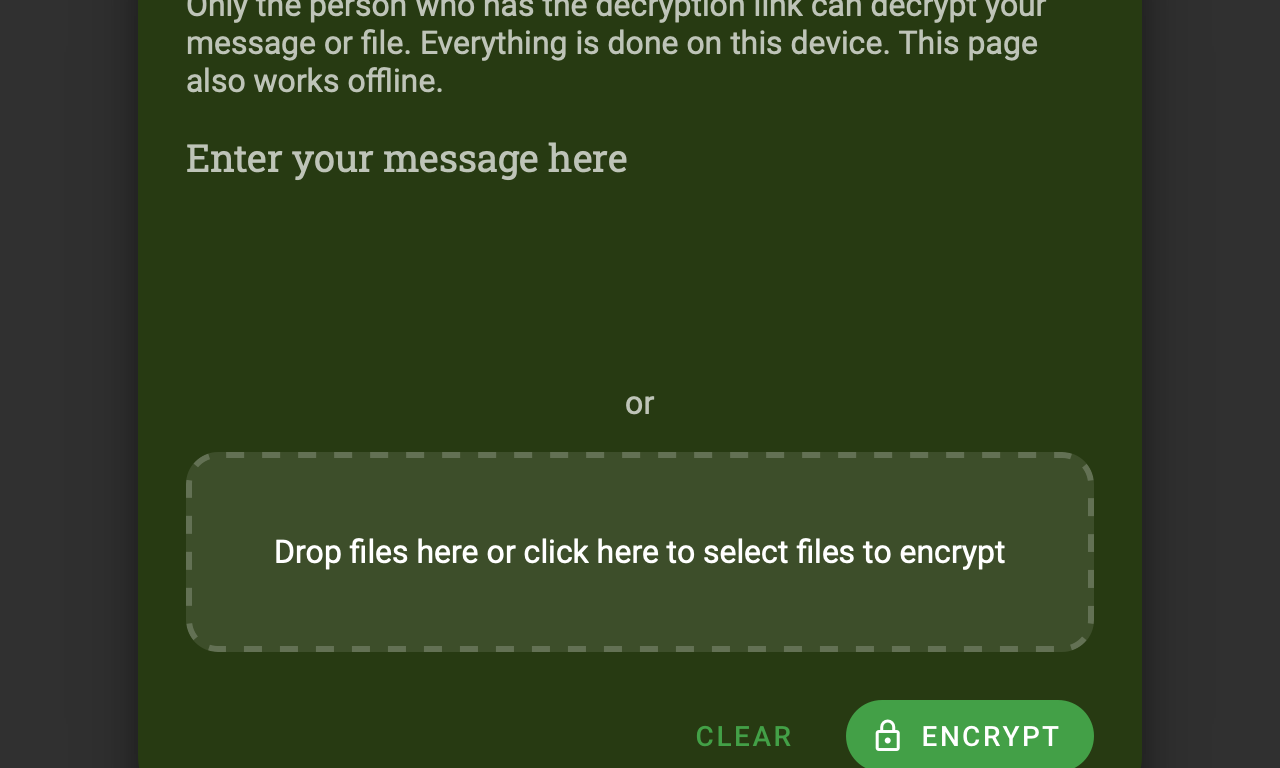 Only the person who has the decryption link can decrypt your
message or file. Everything is done on this device. This page
also works offline.
Enter your message here
or
Drop files here or click here to select files to encrypt
CLEAR
ENCRYPT